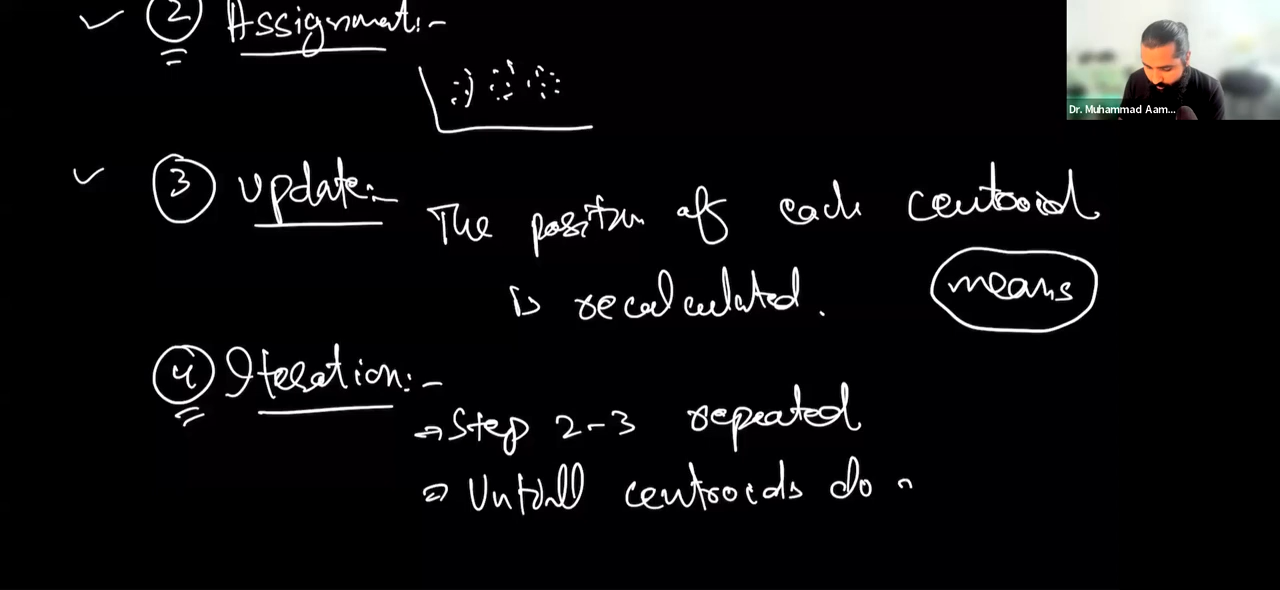 ② Assignment:-
Dr. Muhammad Aam...
③ Update:-
The position of each centroid
is recalculated.
means
④ Iteration:-
→ Step 2-3 repeated
→ Untill centroids do n